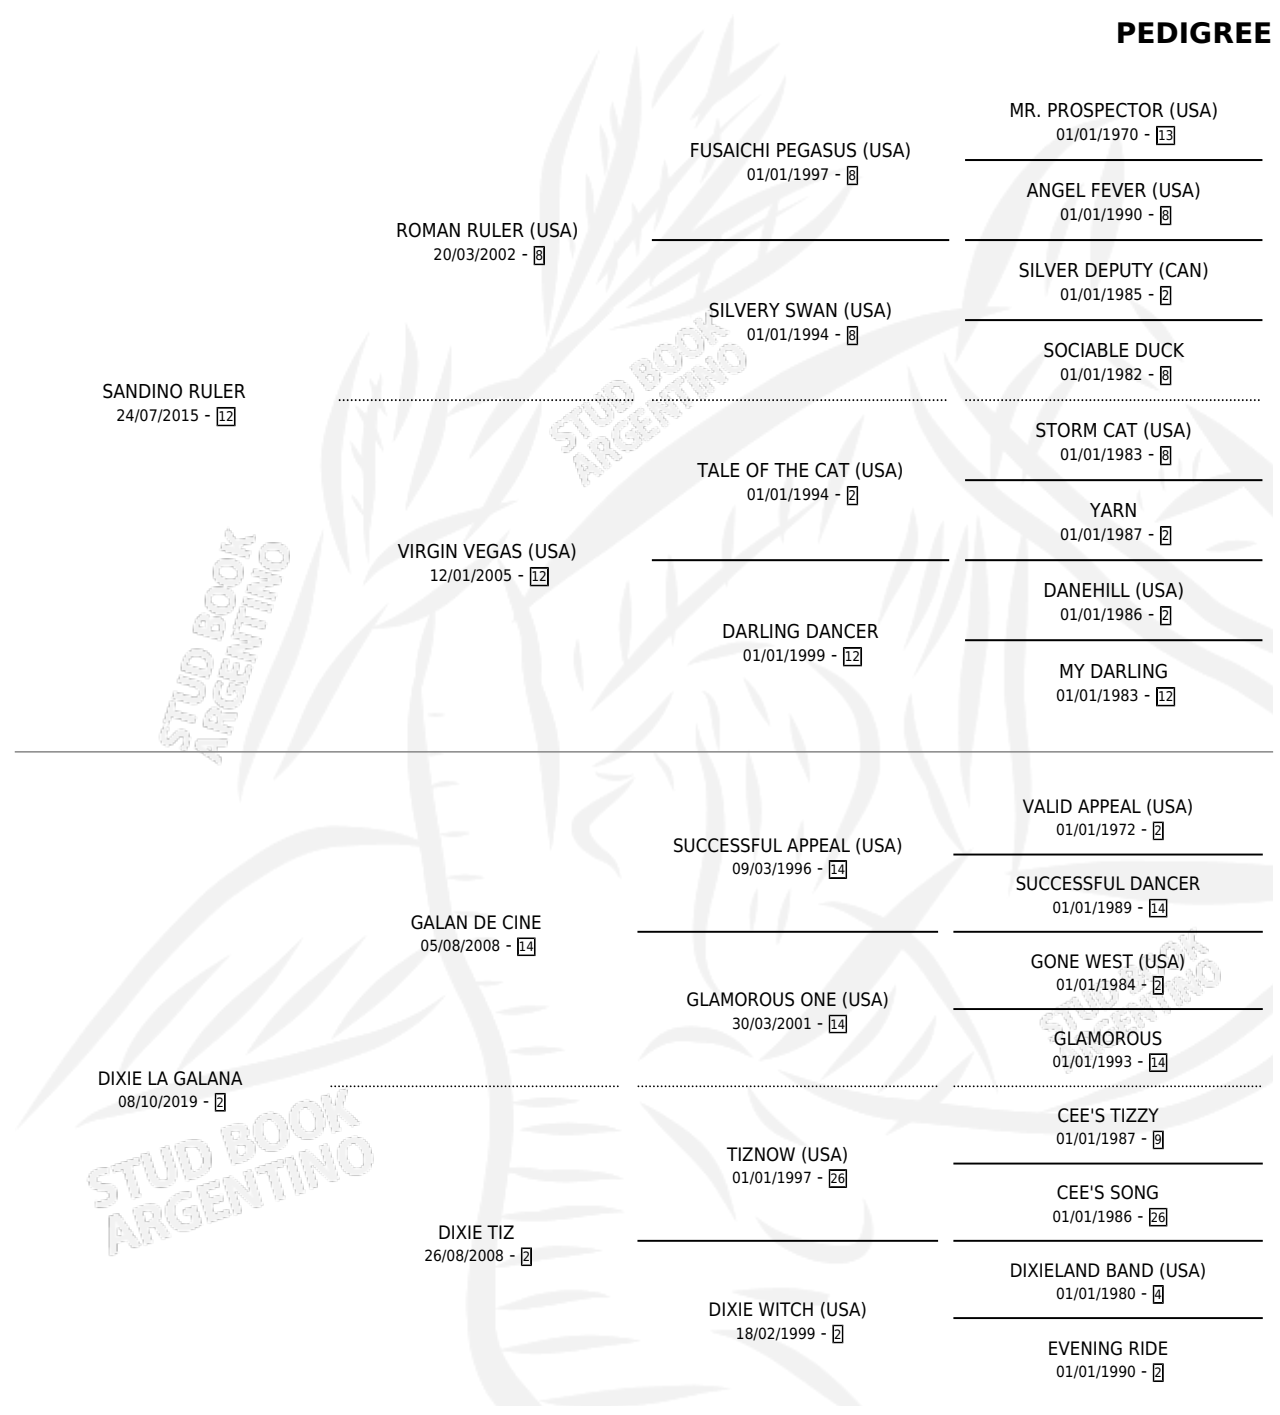 PEDIGREE
MR. PROSPECTOR (USA)
01/01/1970 - 13
FUSAICHI PEGASUS (USA)
01/01/1997 - 8
ANGEL FEVER (USA)
01/01/1990 - 8
ROMAN RULER (USA)
20/03/2002 - 8
SILVER DEPUTY (CAN)
01/01/1985 - 2
SILVERY SWAN (USA)
01/01/1994 - 8
SOCIABLE DUCK
01/01/1982 - 8
SANDINO RULER
24/07/2015 - 12
STUD BOOK
ARGENTINO
STORM CAT (USA)
01/01/1983 - 8
TALE OF THE CAT (USA)
01/01/1994 - 2
YARN
01/01/1987 - 2
VIRGIN VEGAS (USA)
12/01/2005 - 12
DANEHILL (USA)
01/01/1986 - 2
DARLING DANCER
01/01/1999 - 12
MY DARLING
01/01/1983 - 12
STUD BOOK
ARGENTINO
VALID APPEAL (USA)
01/01/1972 - 2
SUCCESSFUL APPEAL (USA)
09/03/1996 - 14
SUCCESSFUL DANCER
01/01/1989 - 14
GALAN DE CINE
05/08/2008 - 14
GONE WEST (USA)
01/01/1984 - 2
GLAMOROUS ONE (USA)
30/03/2001 - 14
STUD BOOK
ARGENTINO
GLAMOROUS
01/01/1993 - 14
DIXIE LA GALANA
08/10/2019 - 2
CEE'S TIZZY
01/01/1987 - 9
TIZNOW (USA)
01/01/1997 - 26
STUD BOOK
ARGENTINO
CEE'S SONG
01/01/1986 - 26
DIXIE TIZ
26/08/2008 - 2
DIXIELAND BAND (USA)
01/01/1980 - 4
DIXIE WITCH (USA)
18/02/1999 - 2
EVENING RIDE
01/01/1990 - 2